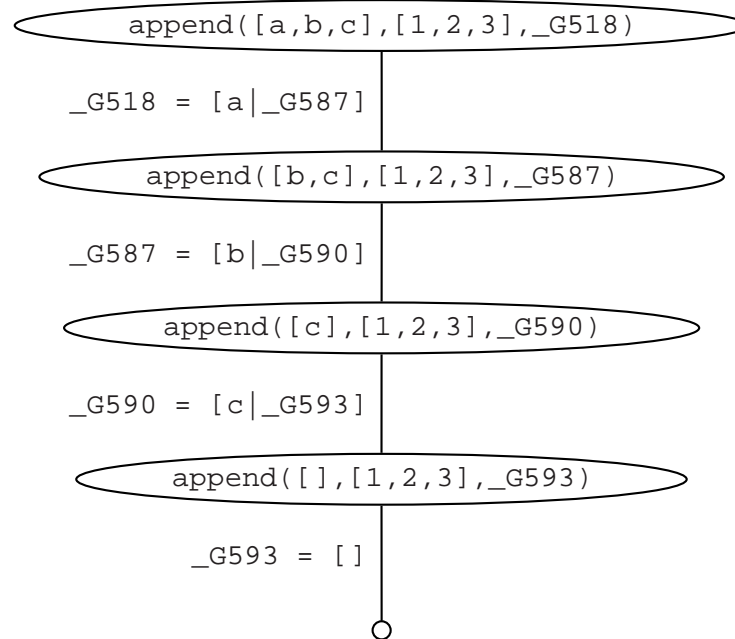 append([a,b,c],[1,2,3],_G518)
_G518 = [a|_G587]
append([b,c],[1,2,3],_G587)
_G587 = [b|_G590]
append([c],[1,2,3],_G590)
_G590 = [c|_G593]
append([],[1,2,3],_G593)
_G593 = []